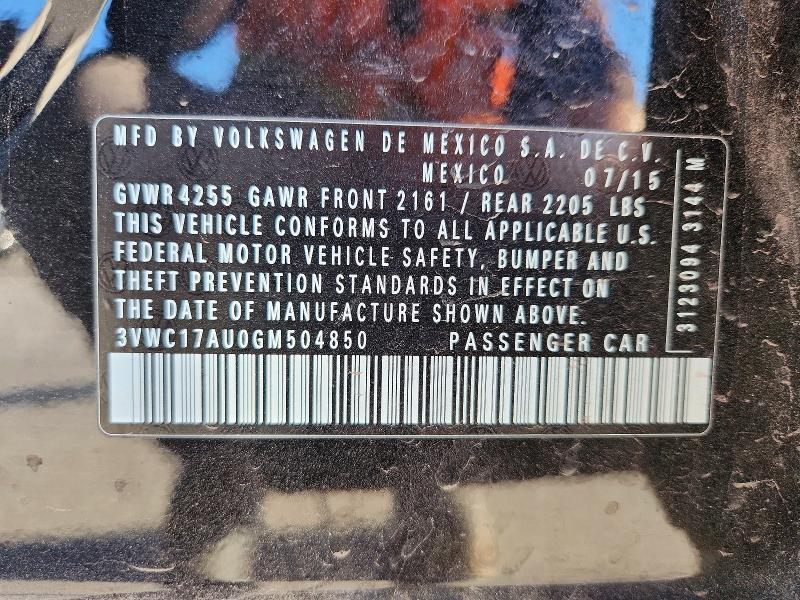 MFD BY VOLKSWAGEN DE MEXICO S.A. DE C.V.
MEXICO 07/15
GVWR 4255 GAWR FRONT 2161 / REAR 2205 LBS
THIS VEHICLE CONFORMS TO ALL APPLICABLE U.S.
FEDERAL MOTOR VEHICLE SAFETY, BUMPER AND
THEFT PREVENTION STANDARDS IN EFFECT ON
THE DATE OF MANUFACTURE SHOWN ABOVE.
3VWC17AU0GM504850 PASSENGER CAR
3123094 3144 M